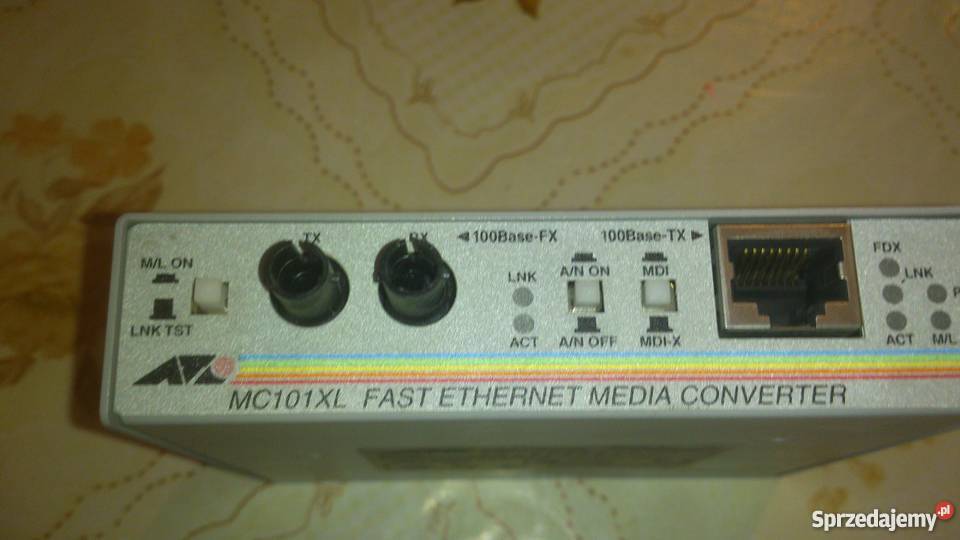 M/L ON
LNK TST
TX
RX
◄100Base-FX
100Base-TX►
LNK
ACT
A/N ON
A/N OFF
MDI
MDI-X
FDX
LNK
ACT
M/L
MC101XL FAST ETHERNET MEDIA CONVERTER
Sprzedajemy.pl